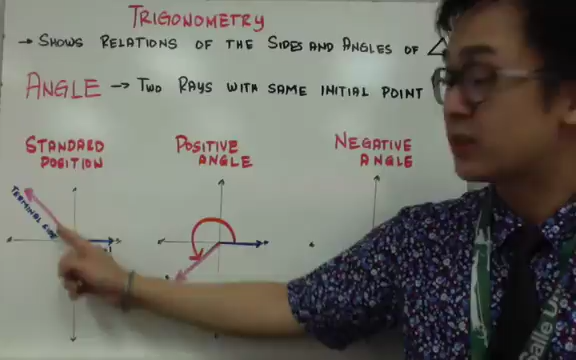 TRIGONOMETRY
→ SHOWS RELATIONS OF THE SIDES AND ANGLES OF
ANGLE → TWO RAYS WITH SAME INITIAL POINT
STANDARD
POSITION
POSITIVE
ANGLE
NEGATIVE
ANGLE
TERMINAL SIDE